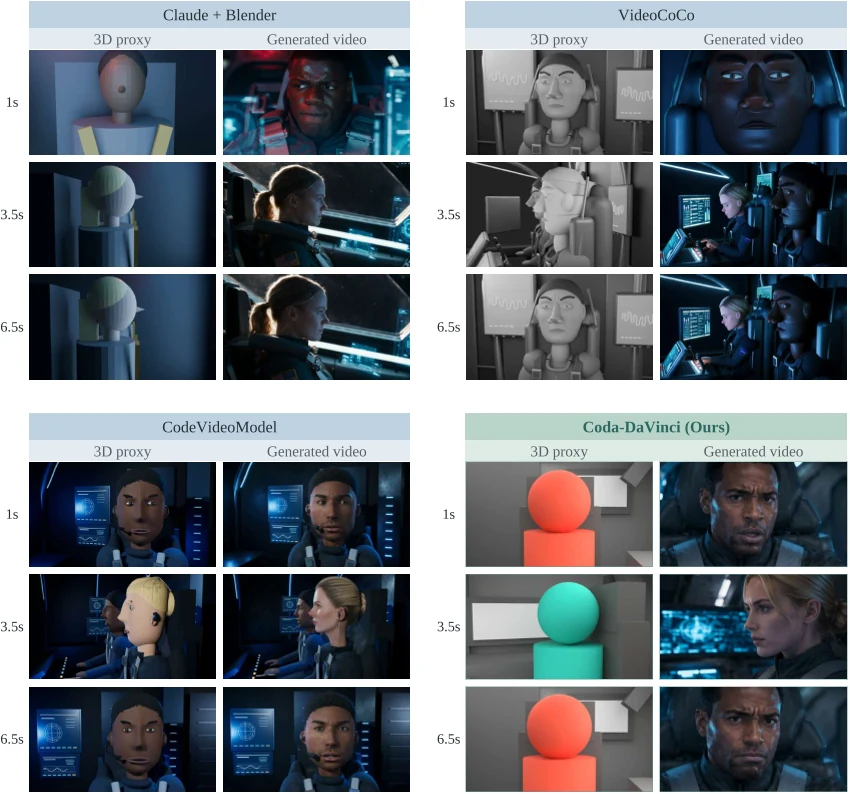 Claude + Blender
3D proxy Generated video
1s
3.5s
6.5s
VideoCoCo
3D proxy Generated video
1s
3.5s
6.5s
CodeVideoModel
3D proxy Generated video
1s
3.5s
6.5s
Coda-DaVinci (Ours)
3D proxy Generated video
1s
3.5s
6.5s